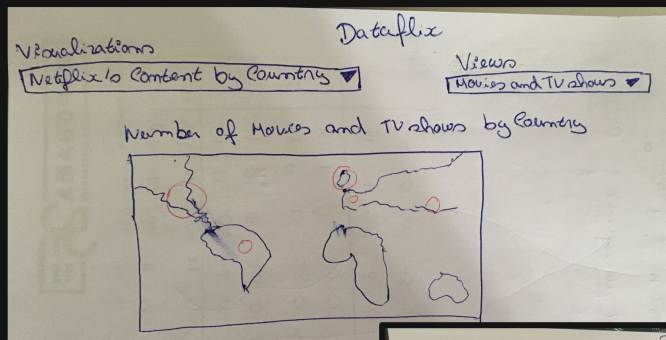 Dataflix
Visualizations
Netflix's Content by Country
Views
Movies and TV shows
Number of Movies and TV shows by Country